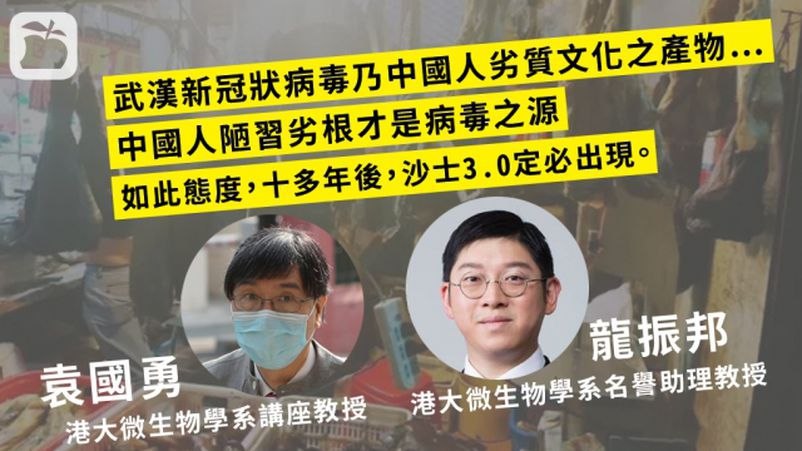 武漢新冠狀病毒乃中國人劣質文化之產物...
中國人陋習劣根才是病毒之源
如此態度，十多年後，沙士3.0定必出現。
袁國勇
港大微生物學系講座教授
龍振邦
港大微生物學系名譽助理教授